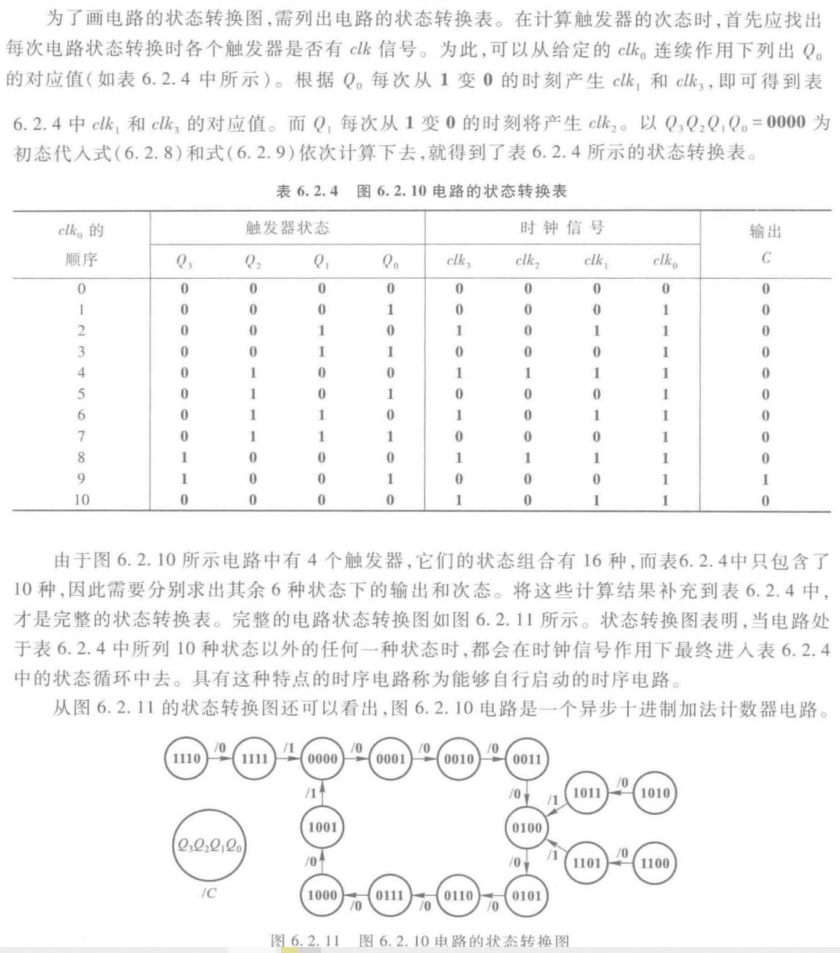 为了画电路的状态转换图,需列出电路的状态转换表。在计算触发器的次态时,首先应找出
每次电路状态转换时各个触发器是否有 clk 信号。为此,可以从给定的 clk₀ 连续作用下列出 Q₀
的对应值(如表 6.2.4 中所示)。根据 Q₀ 每次从 1 变 0 的时刻产生 clk₁ 和 clk₃,即可得到表
6.2.4 中 clk₁ 和 clk₃ 的对应值。而 Q₁ 每次从 1 变 0 的时刻将产生 clk₂。以 Q₃Q₂Q₁Q₀=0000 为
初态代入式(6.2.8)和式(6.2.9)依次计算下去,就得到了表 6.2.4 所示的状态转换表。
表 6.2.4 图 6.2.10 电路的状态转换表
clk₀ 的 触发器状态 时钟信号 输出
顺序 Q₃ Q₂ Q₁ Q₀ clk₃ clk₂ clk₁ clk₀ C
0 0 0 0 0 0 0 0 0 0
1 0 0 0 1 0 0 0 1 0
2 0 0 1 0 1 0 1 1 0
3 0 0 1 1 0 0 0 1 0
4 0 1 0 0 1 1 1 1 0
5 0 1 0 1 0 0 0 1 0
6 0 1 1 0 1 0 1 1 0
7 0 1 1 1 0 0 0 1 0
8 1 0 0 0 1 1 1 1 0
9 1 0 0 1 0 0 0 1 1
10 0 0 0 0 1 0 1 1 0
由于图 6.2.10 所示电路中有 4 个触发器,它们的状态组合有 16 种,而表6.2.4中只包含了
10 种,因此需要分别求出其余 6 种状态下的输出和次态。将这些计算结果补充到表 6.2.4 中,
才是完整的状态转换表。完整的电路状态转换图如图 6.2.11 所示。状态转换图表明,当电路处
于表 6.2.4 中所列 10 种状态以外的任何一种状态时,都会在时钟信号作用下最终进入表 6.2.4
中的状态循环中去。具有这种特点的时序电路称为能够自行启动的时序电路。
从图 6.2.11 的状态转换图还可以看出,图 6.2.10 电路是一个异步十进制加法计数器电路。
/0 /1 /0 /0 /0
1110 1111 0000 0001 0010 0011
/1 /0 /1 1011 /0 1010
1001 0100
Q₃Q₂Q₁Q₀ /0 /0 /1 1101 /0 1100
/C 1000 0111 0110 0101
/0 /0 /0
图 6.2.11 图 6.2.10 电路的状态转换图